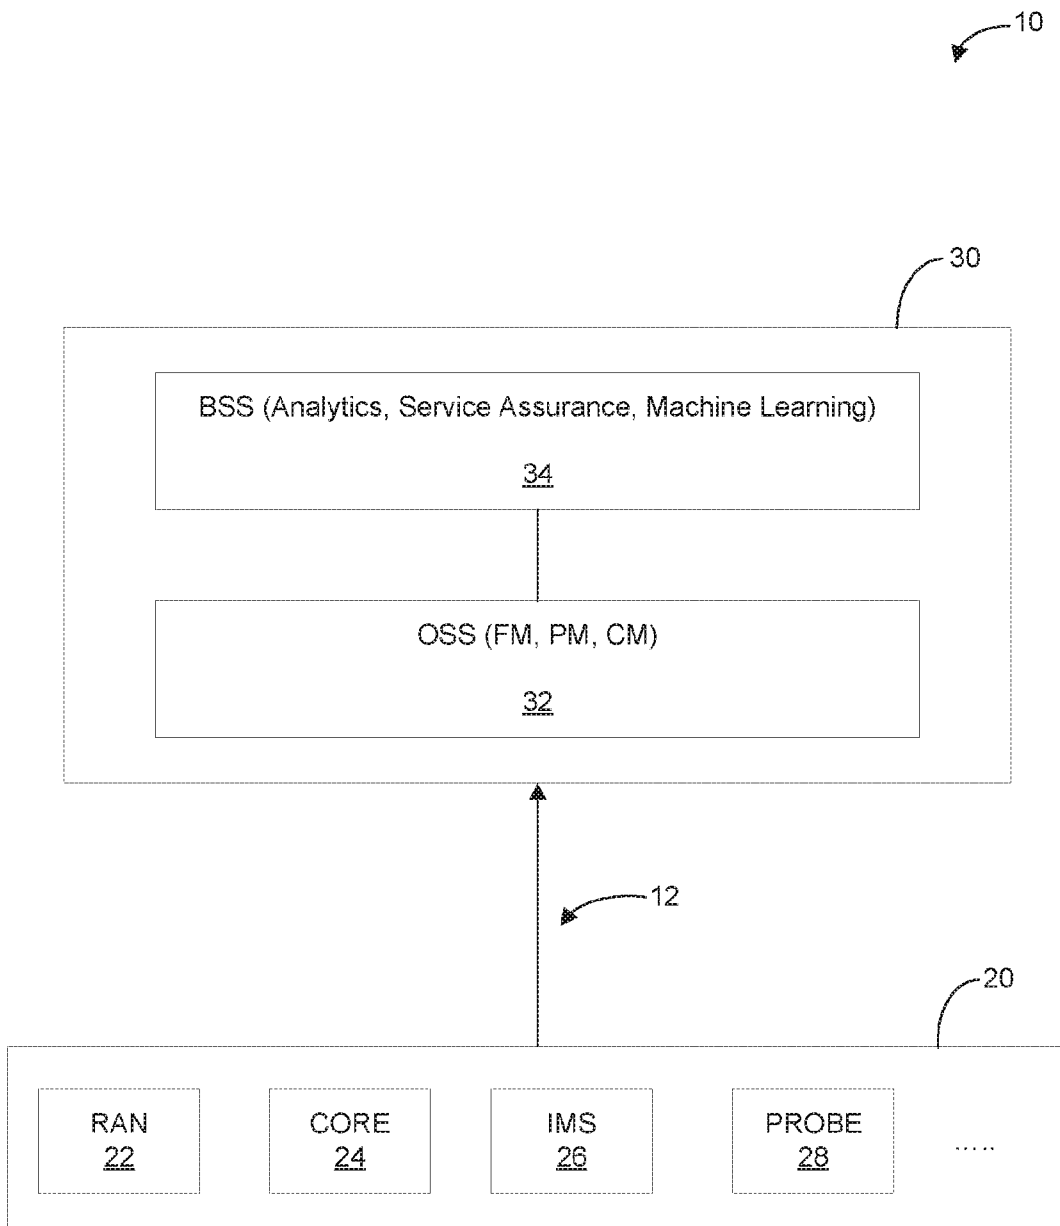 10
30
BSS (Analytics, Service Assurance, Machine Learning)
34
OSS (FM, PM, CM)
32
12
20
RAN CORE IMS PROBE
22 24 26 28 .....